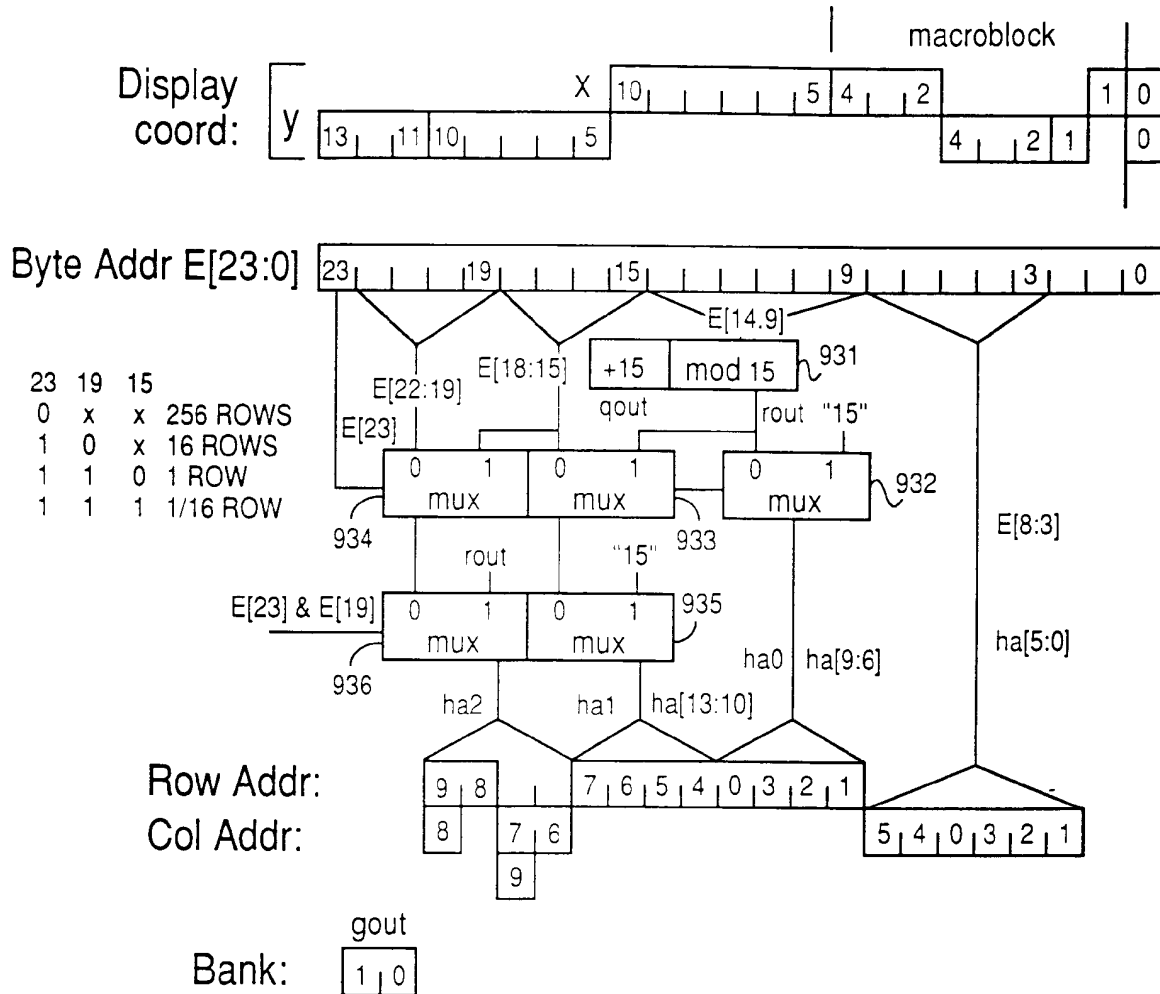 macroblock
Display coord:
X 10 5 4 2 1 0
y 13 11 10 5 4 2 1 0
Byte Addr E[23:0] 23 19 15 9 3 0
E[14.9]
+15 mod 15 931
E[22:19] E[18:15]
qout rout "15"
23 19 15
0 x x 256 ROWS
1 0 x 16 ROWS
1 1 0 1 ROW
1 1 1 1/16 ROW
E[23]
0 1 0 1 0 1
mux mux mux 932
934 933
E[8:3]
rout "15"
E[23] & E[19] 0 1 0 1 935
mux mux
936
ha0 ha[9:6] ha[5:0]
ha2 ha1 ha[13:10]
Row Addr: 9 8 7 6 5 4 0 3 2 1
Col Addr: 8 7 6 5 4 0 3 2 1
9
gout
Bank: 1 0